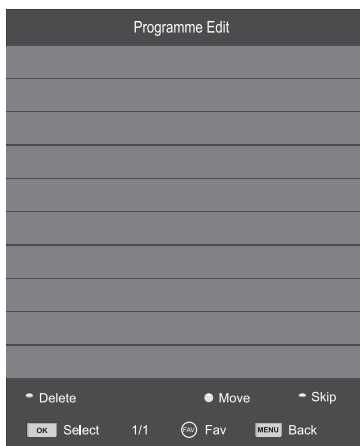 Programme Edit
Delete Move Skip
OK Select 1/1 FAV Fav MENU Back